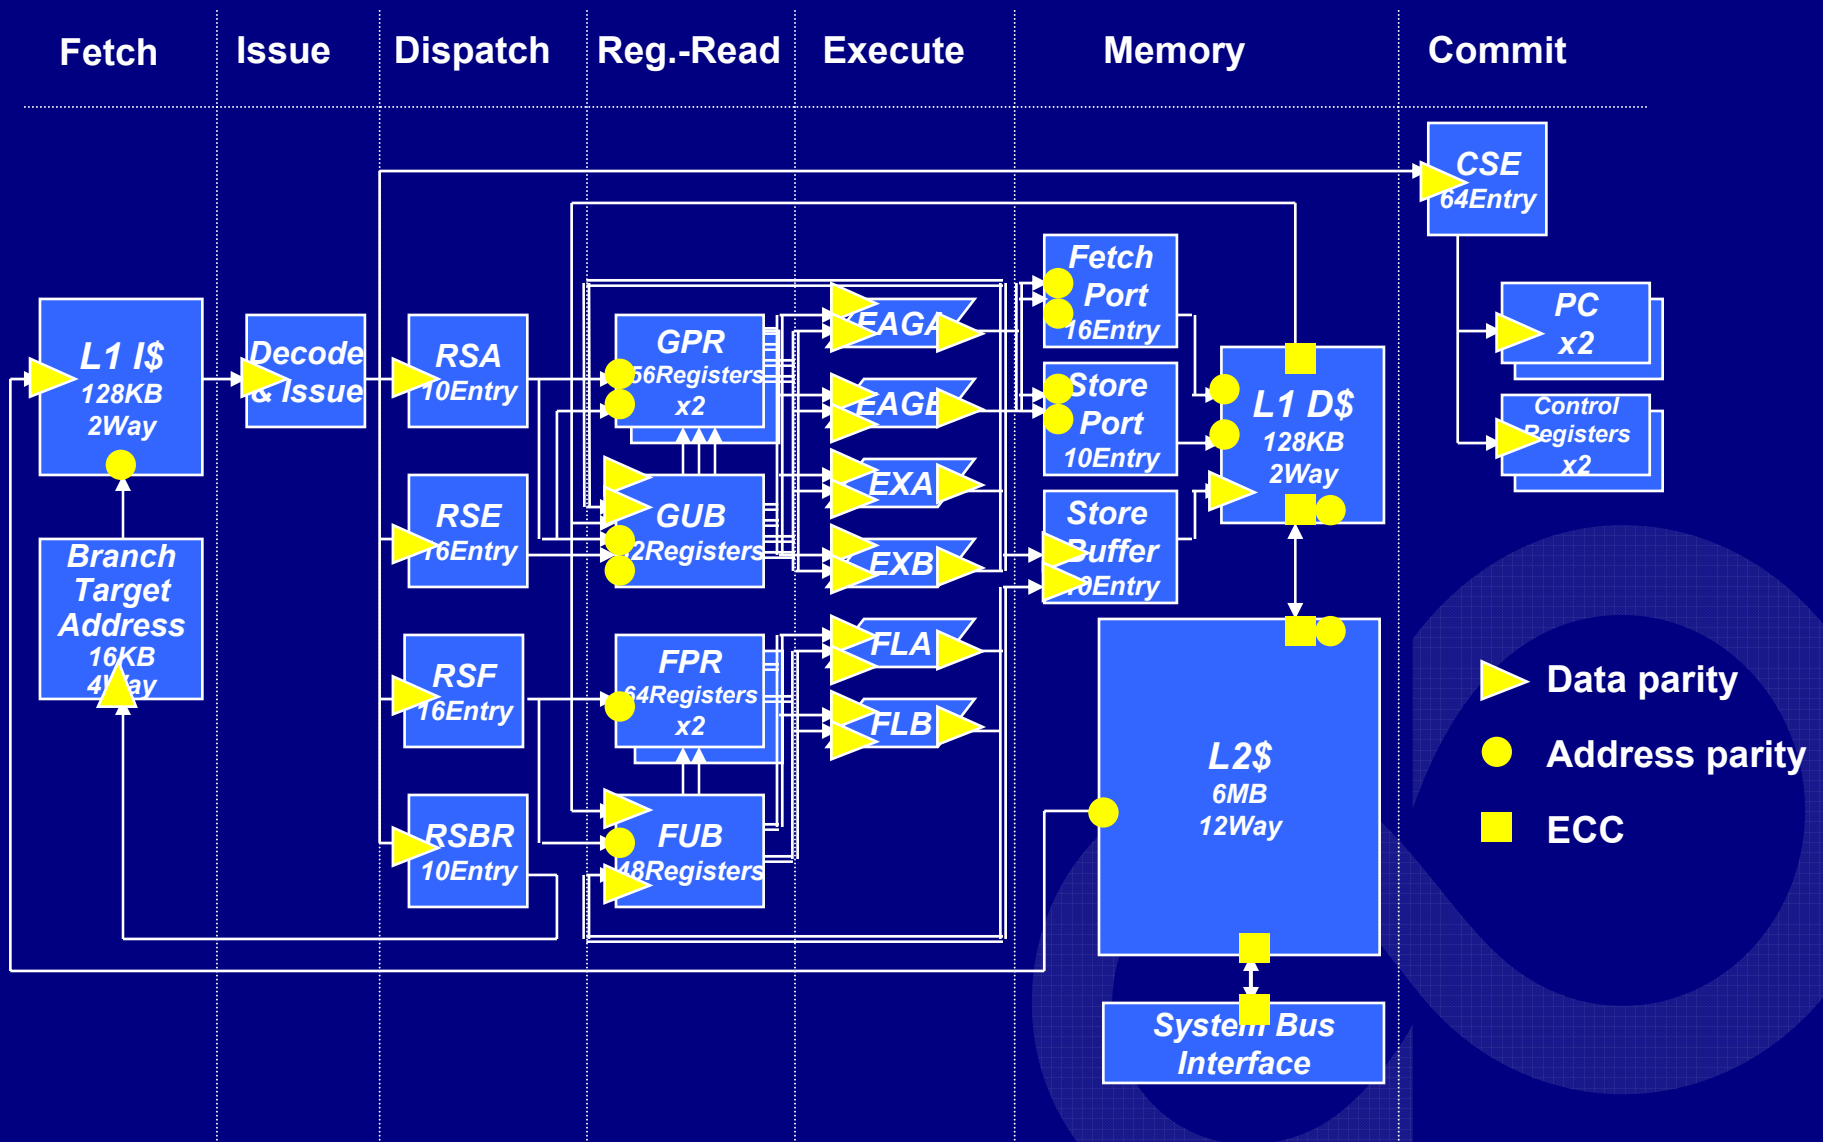 Fetch
Issue
Dispatch
Reg.-Read
Execute
Memory
Commit
L1 I$
128KB
2Way
Branch
Target
Address
16KB
4Way
Decode
& Issue
RSA
10Entry
RSE
16Entry
RSF
16Entry
RSBR
10Entry
GPR
56Registers
x2
GUB
2Registers
FPR
64Registers
x2
FUB
48Registers
EAGA
EAGB
EXA
EXB
FLA
FLB
Fetch
Port
16Entry
Store
Port
10Entry
Store
Buffer
10Entry
L1 D$
128KB
2Way
L2$
6MB
12Way
System Bus
Interface
CSE
64Entry
PC
x2
Control
Registers
x2
Data parity
Address parity
ECC